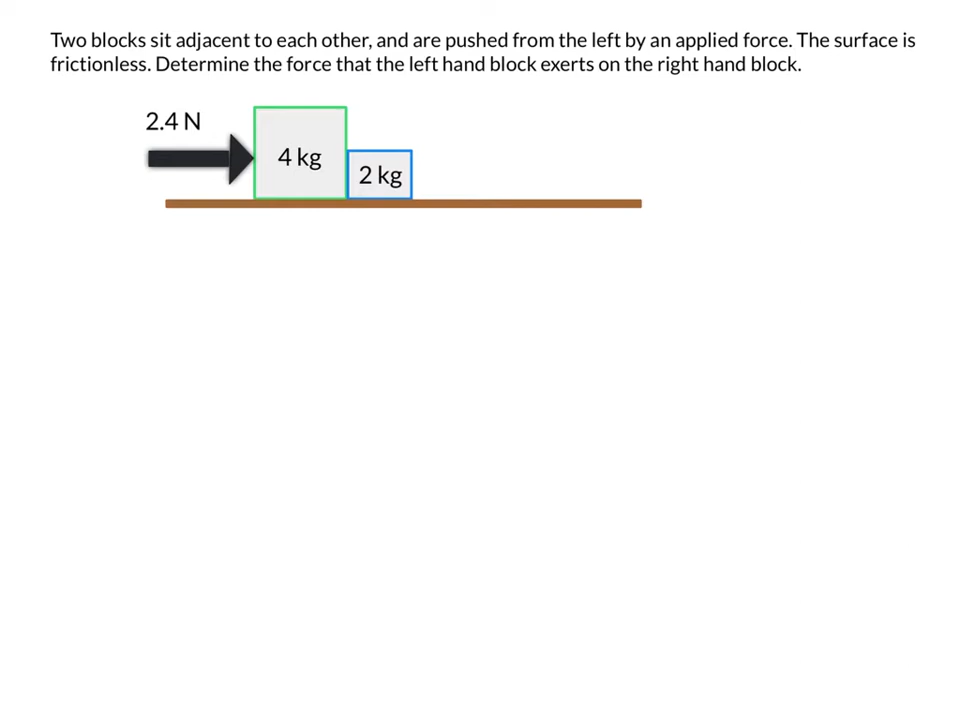 Two blocks sit adjacent to each other, and are pushed from the left by an applied force. The surface is
frictionless. Determine the force that the left hand block exerts on the right hand block.
2.4 N
4 kg
2 kg